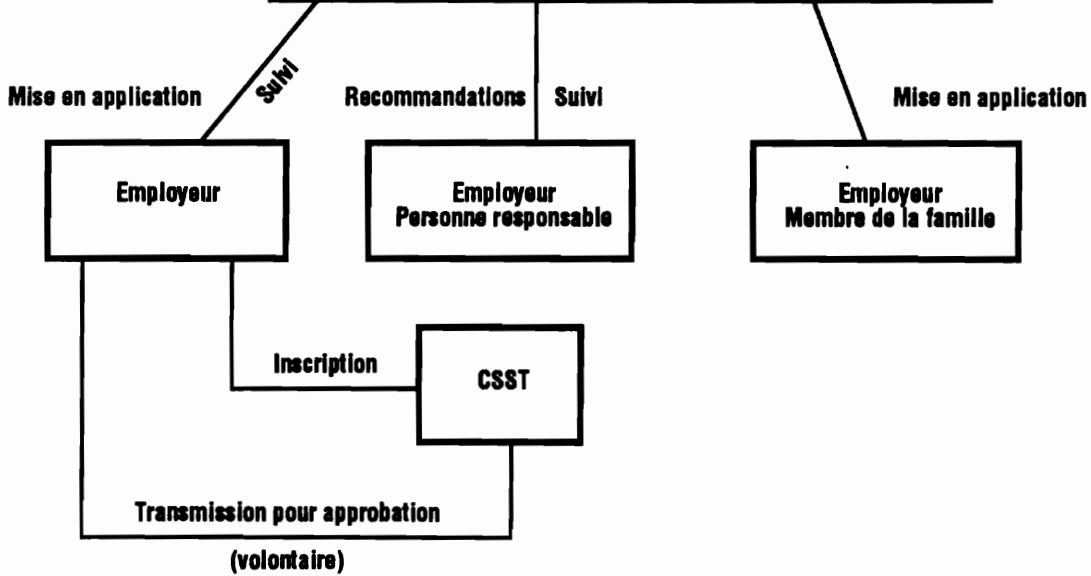 Mise en application
Suivi
Recommandations
Suivi
Mise en application
Employeur
Employeur
Personne responsable
Employeur
Membre de la famille
Inscription
CSST
Transmission pour approbation
(volontaire)